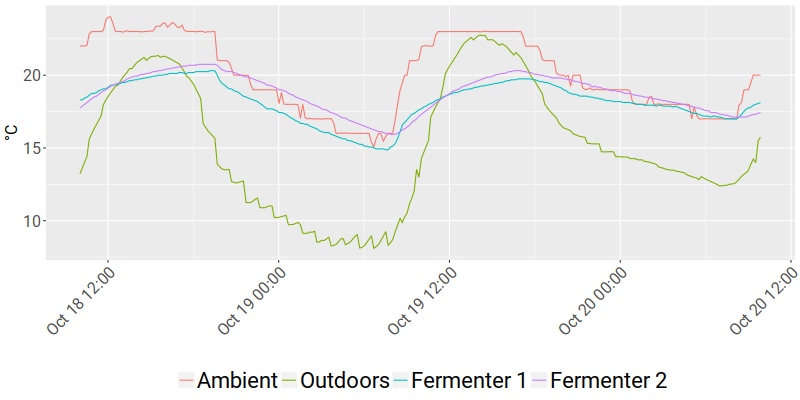 20
15
10
°C
Oct 18 12:00
Oct 19 00:00
Oct 19 12:00
Oct 20 00:00
Oct 20 12:00
Ambient Outdoors Fermenter 1 Fermenter 2